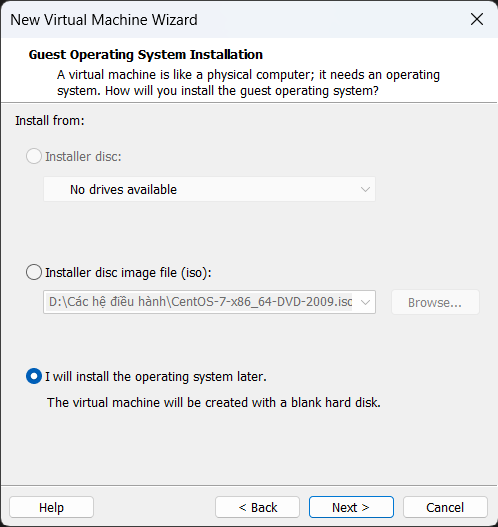 New Virtual Machine Wizard
Guest Operating System Installation
A virtual machine is like a physical computer; it needs an operating
system. How will you install the guest operating system?
Install from:
Installer disc:
No drives available
Installer disc image file (iso):
D:\Các hệ điều hành\CentOS-7-x86_64-DVD-2009.iso
Browse...
I will install the operating system later.
The virtual machine will be created with a blank hard disk.
Help
< Back
Next >
Cancel